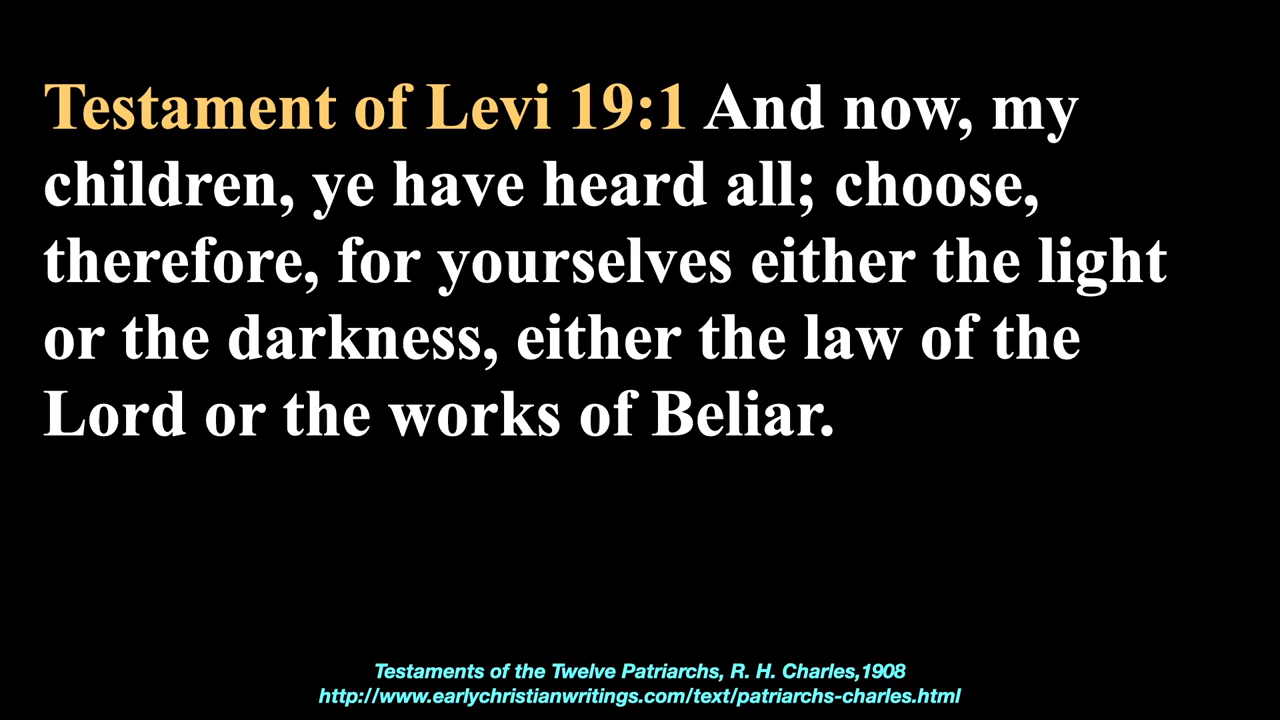 Testament of Levi 19:1 And now, my
children, ye have heard all; choose,
therefore, for yourselves either the light
or the darkness, either the law of the
Lord or the works of Beliar.
Testaments of the Twelve Patriarchs, R. H. Charles,1908
http://www.earlychristianwritings.com/text/patriarchs-charles.html